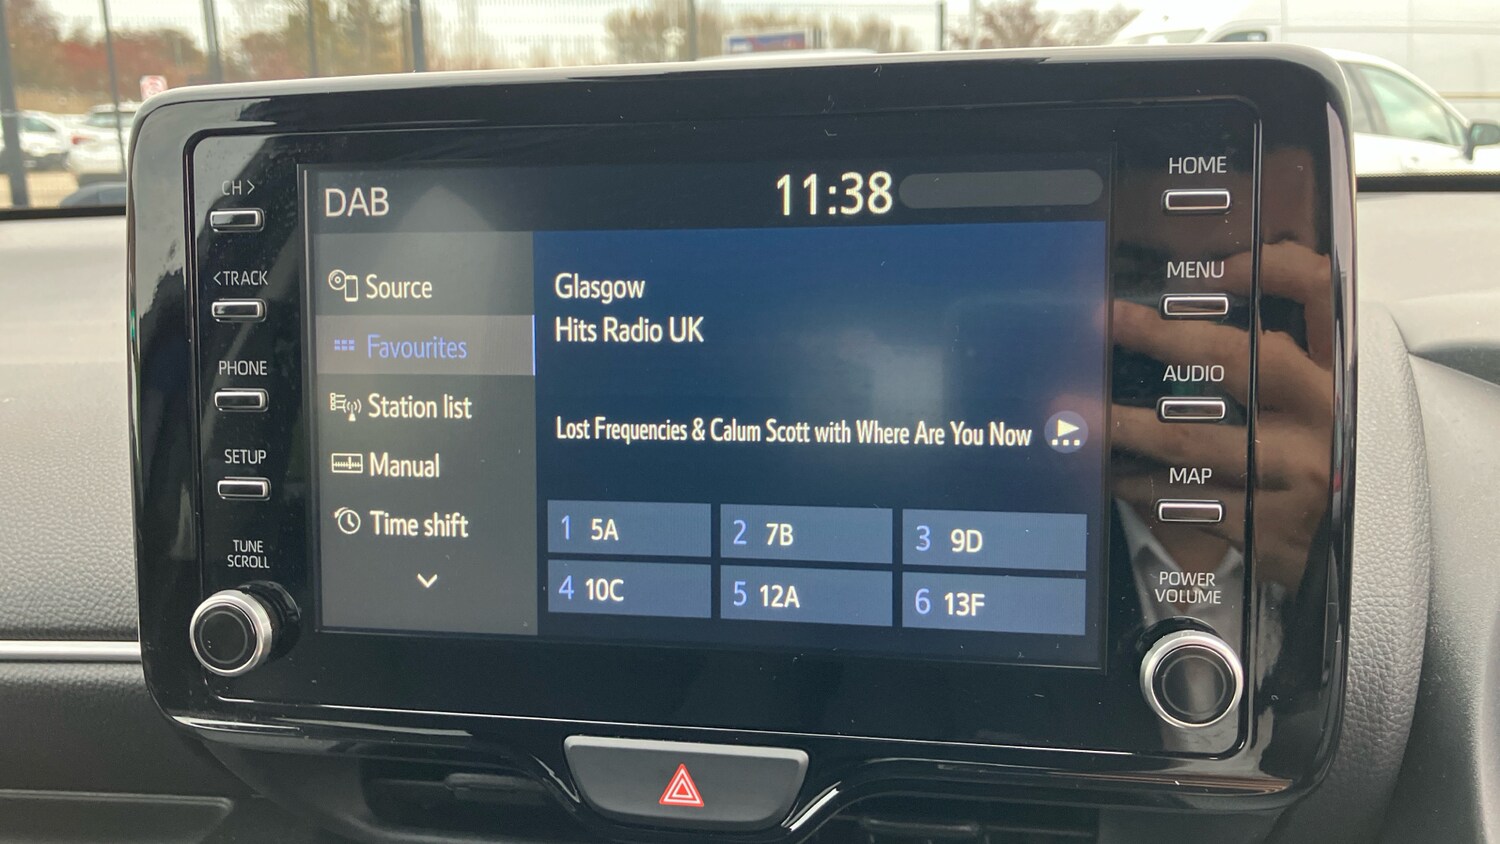 CH >
< TRACK
PHONE
SETUP
TUNE
SCROLL
DAB
11:38
Source
Favourites
Station list
Manual
Time shift
Glasgow
Hits Radio UK
Lost Frequencies & Calum Scott with Where Are You Now
1 5A
2 7B
3 9D
4 10C
5 12A
6 13F
HOME
MENU
AUDIO
MAP
POWER
VOLUME